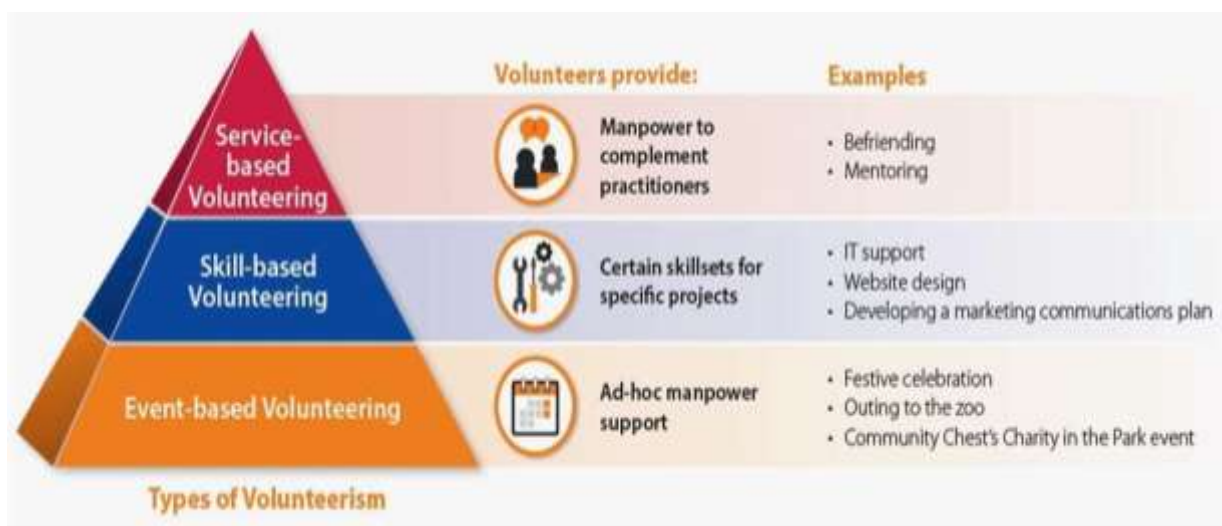 Volunteers provide:
Examples
Service-
based
Volunteering
Manpower to
complement
practitioners
• Befriending
• Mentoring
Skill-based
Volunteering
Certain skillsets for
specific projects
• IT support
• Website design
• Developing a marketing communications plan
Event-based Volunteering
Ad-hoc manpower
support
• Festive celebration
• Outing to the zoo
• Community Chest's Charity in the Park event
Types of Volunteerism